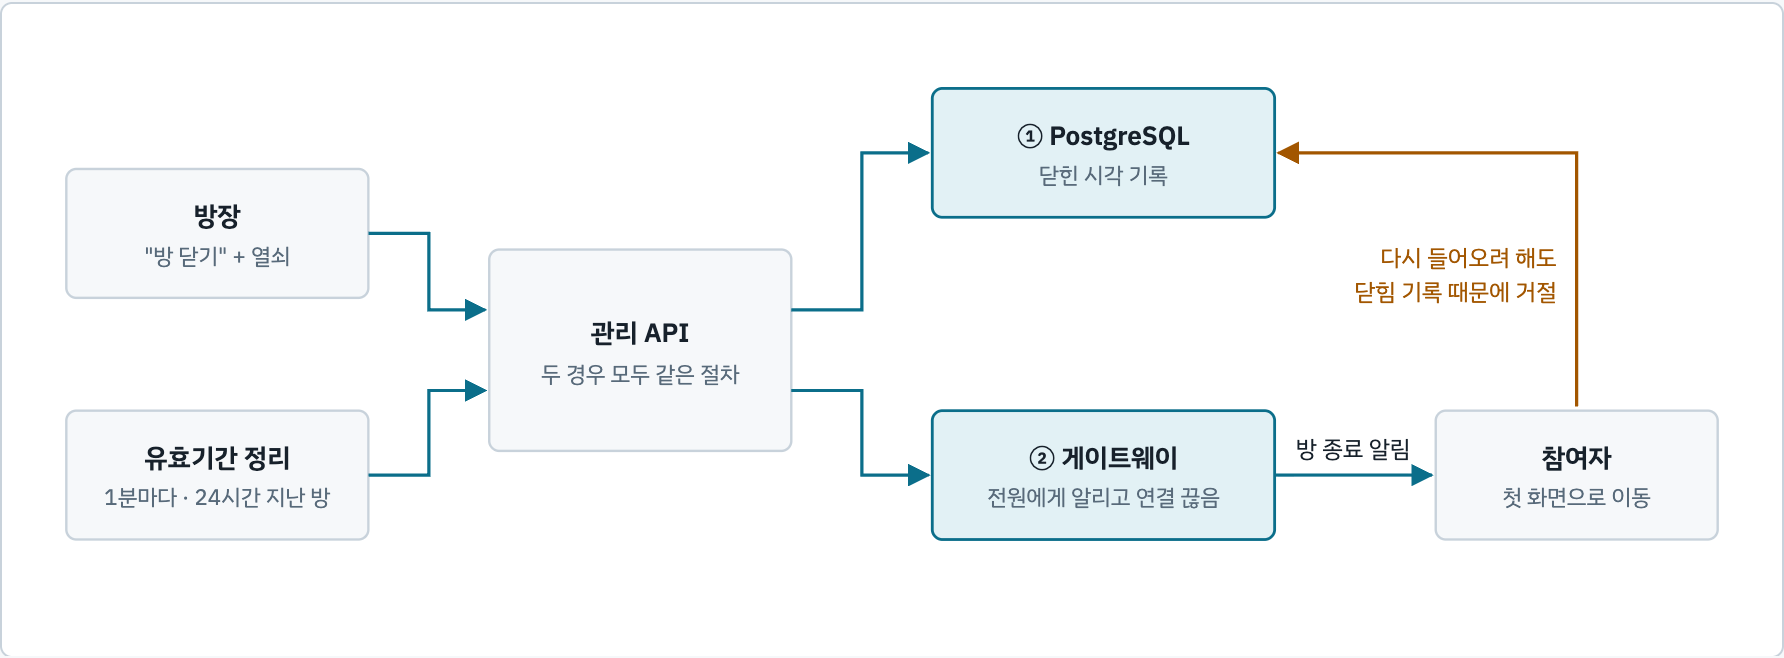 방장
"방 닫기" + 열쇠
유효기간 정리
1분마다 · 24시간 지난 방
관리 API
두 경우 모두 같은 절차
① PostgreSQL
닫힌 시각 기록
② 게이트웨이
전원에게 알리고 연결 끊음
방 종료 알림
다시 들어오려 해도
닫힘 기록 때문에 거절
참여자
첫 화면으로 이동